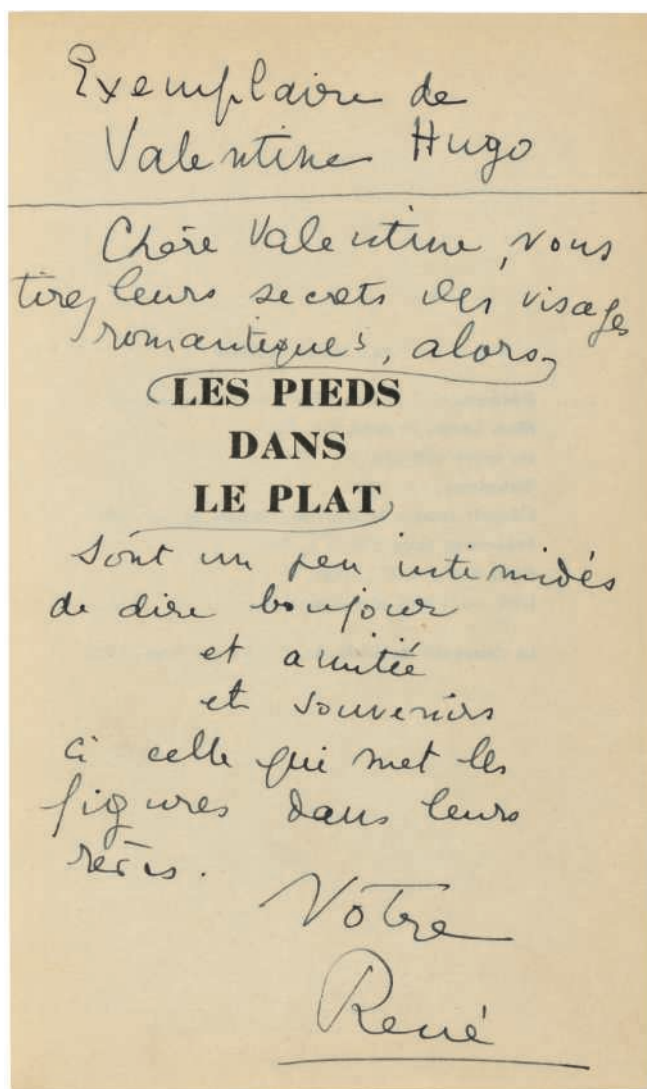 Exemplaire de
Valentine Hugo
Chère Valentine, vous
tirez leurs secrets des visages
romantiques, alors,
LES PIEDS
DANS
LE PLAT
sont un peu intimidés
de dire bonjour
et amitié
et souvenirs
à celle qui met les
figures dans leurs
Votre
René